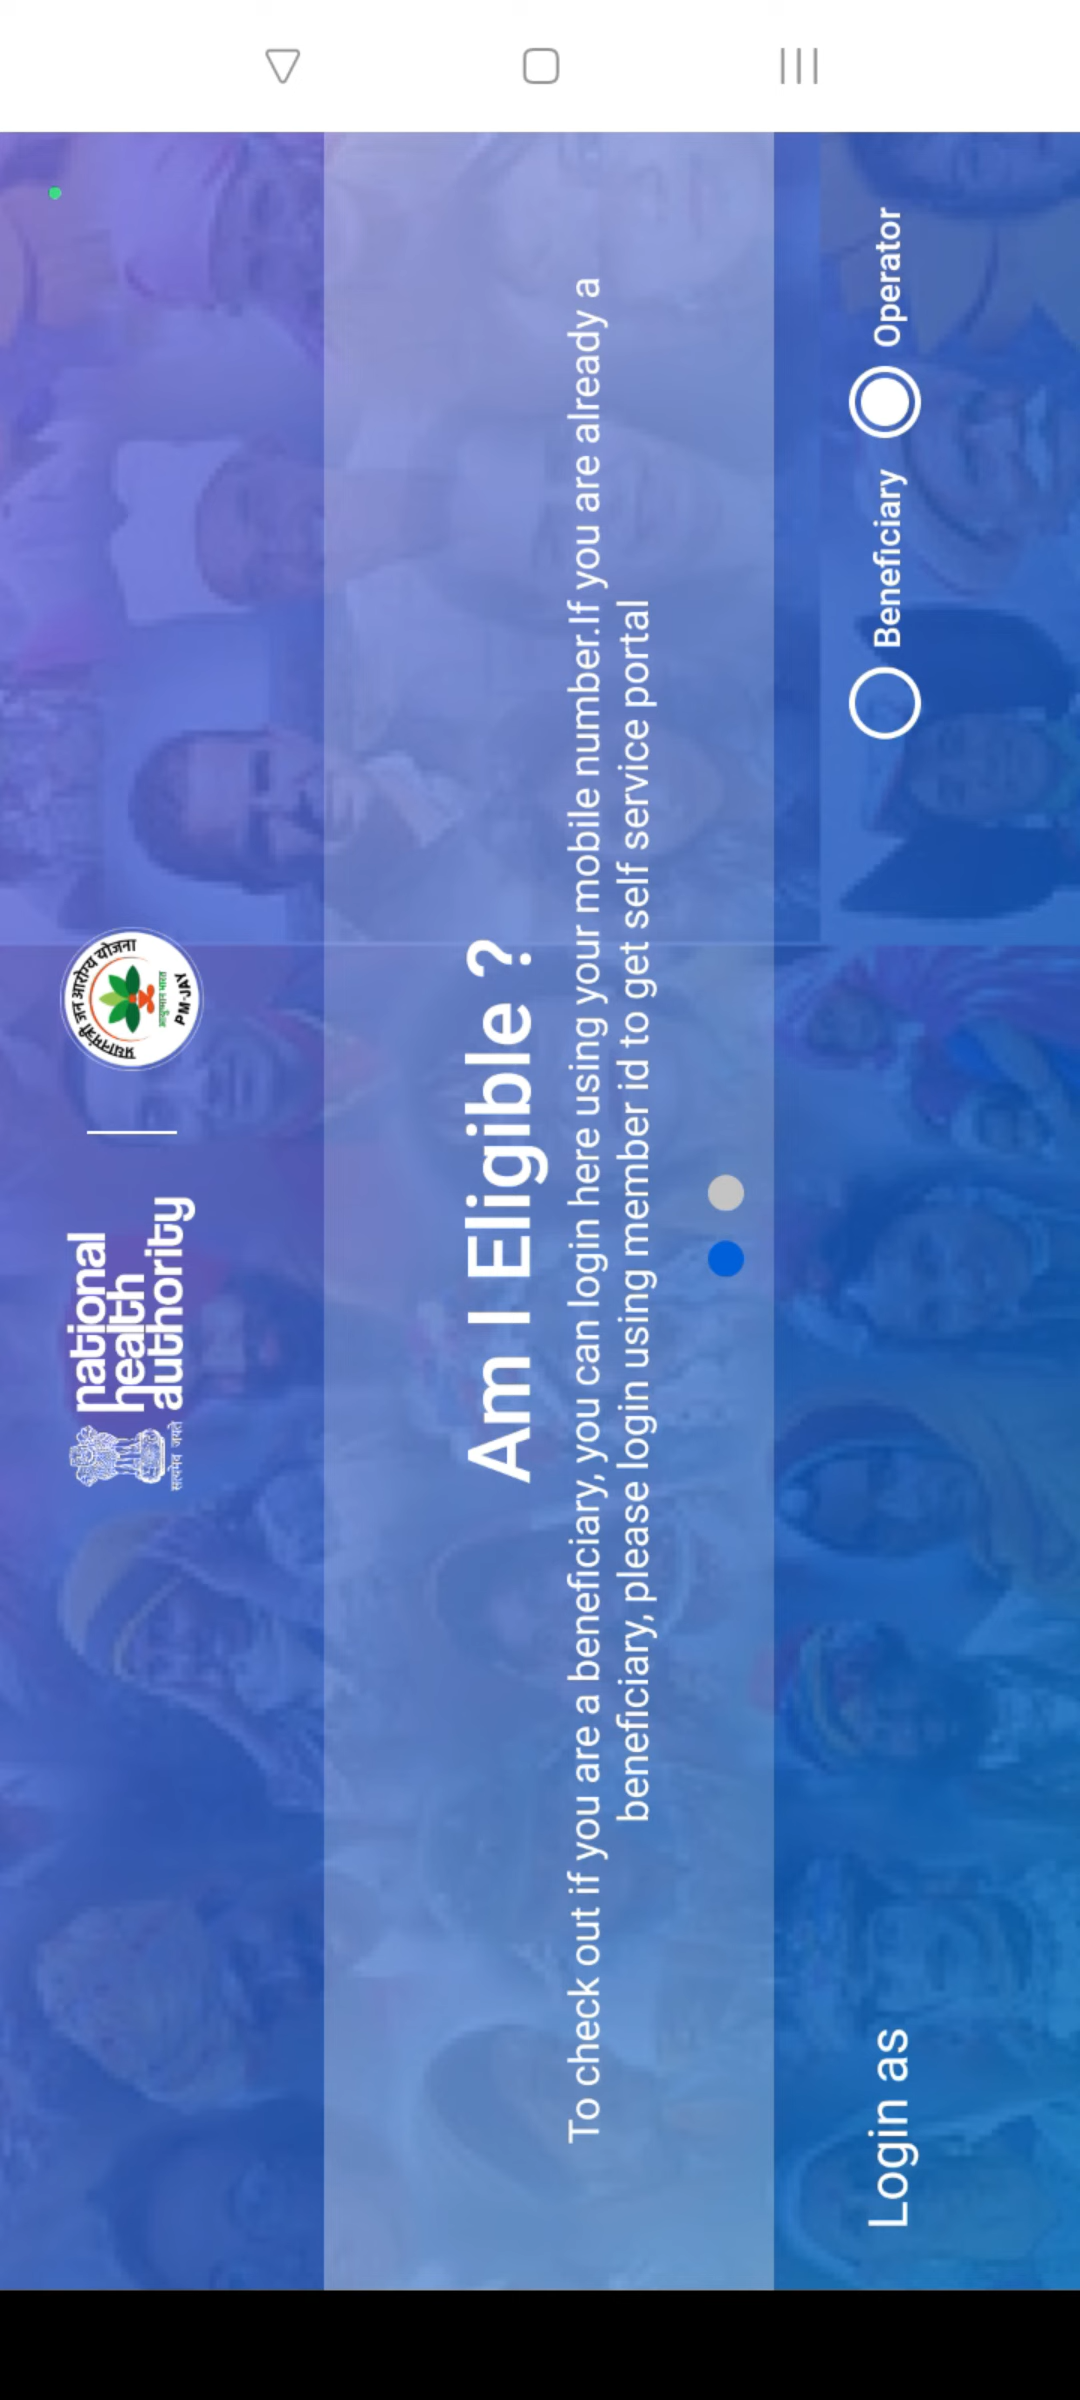 सत्यमेव जयते
national
health
authority
प्रधानमंत्री जन आरोग्य योजना
आयुष्मान भारत
PM-JAY
Am I Eligible ?
To check out if you are a beneficiary, you can login here using your mobile number.If you are already a
beneficiary, please login using member id to get self service portal
Login as
Beneficiary
Operator